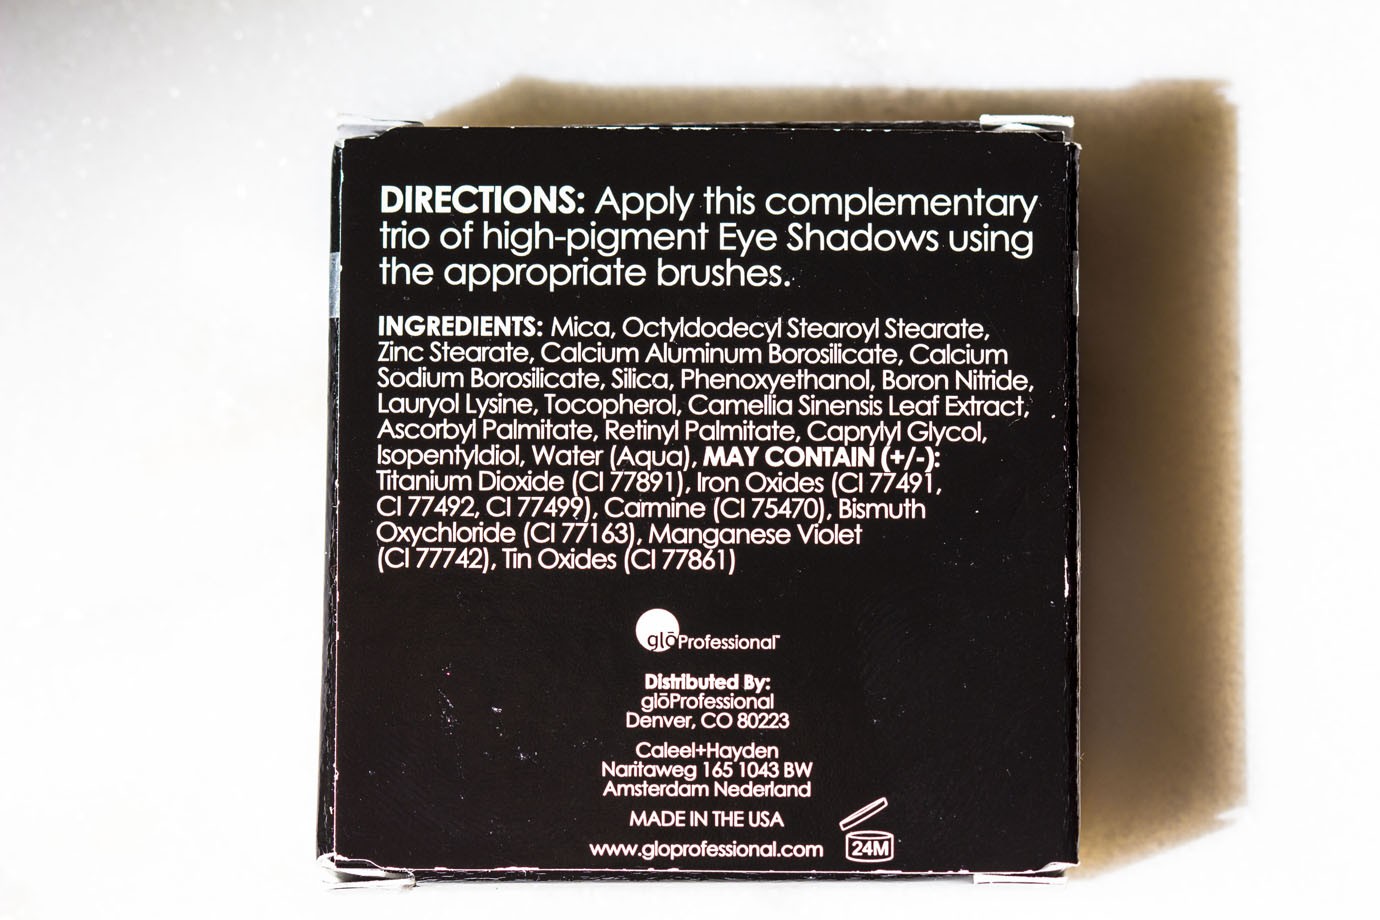 DIRECTIONS: Apply this complementary
trio of high-pigment Eye Shadows using
the appropriate brushes.
INGREDIENTS: Mica, Octyldodecyl Stearoyl Stearate,
Zinc Stearate, Calcium Aluminum Borosilicate, Calcium
Sodium Borosilicate, Silica, Phenoxyethanol, Boron Nitride,
Lauryol Lysine, Tocopherol, Camellia Sinensis Leaf Extract,
Ascorbyl Palmitate, Retinyl Palmitate, Caprylyl Glycol,
Isopentyldiol, Water (Aqua), MAY CONTAIN (+/-):
Titanium Dioxide (CI 77891), Iron Oxides (CI 77491,
CI 77492, CI 77499), Carmine (CI 75470), Bismuth
Oxychloride (CI 77163), Manganese Violet
(CI 77742), Tin Oxides (CI 77861)
glōProfessional™
Distributed By:
glōProfessional
Denver, CO 80223
Caleel+Hayden
Naritaweg 165 1043 BW
Amsterdam Nederland
MADE IN THE USA
www.gloprofessional.com
24M